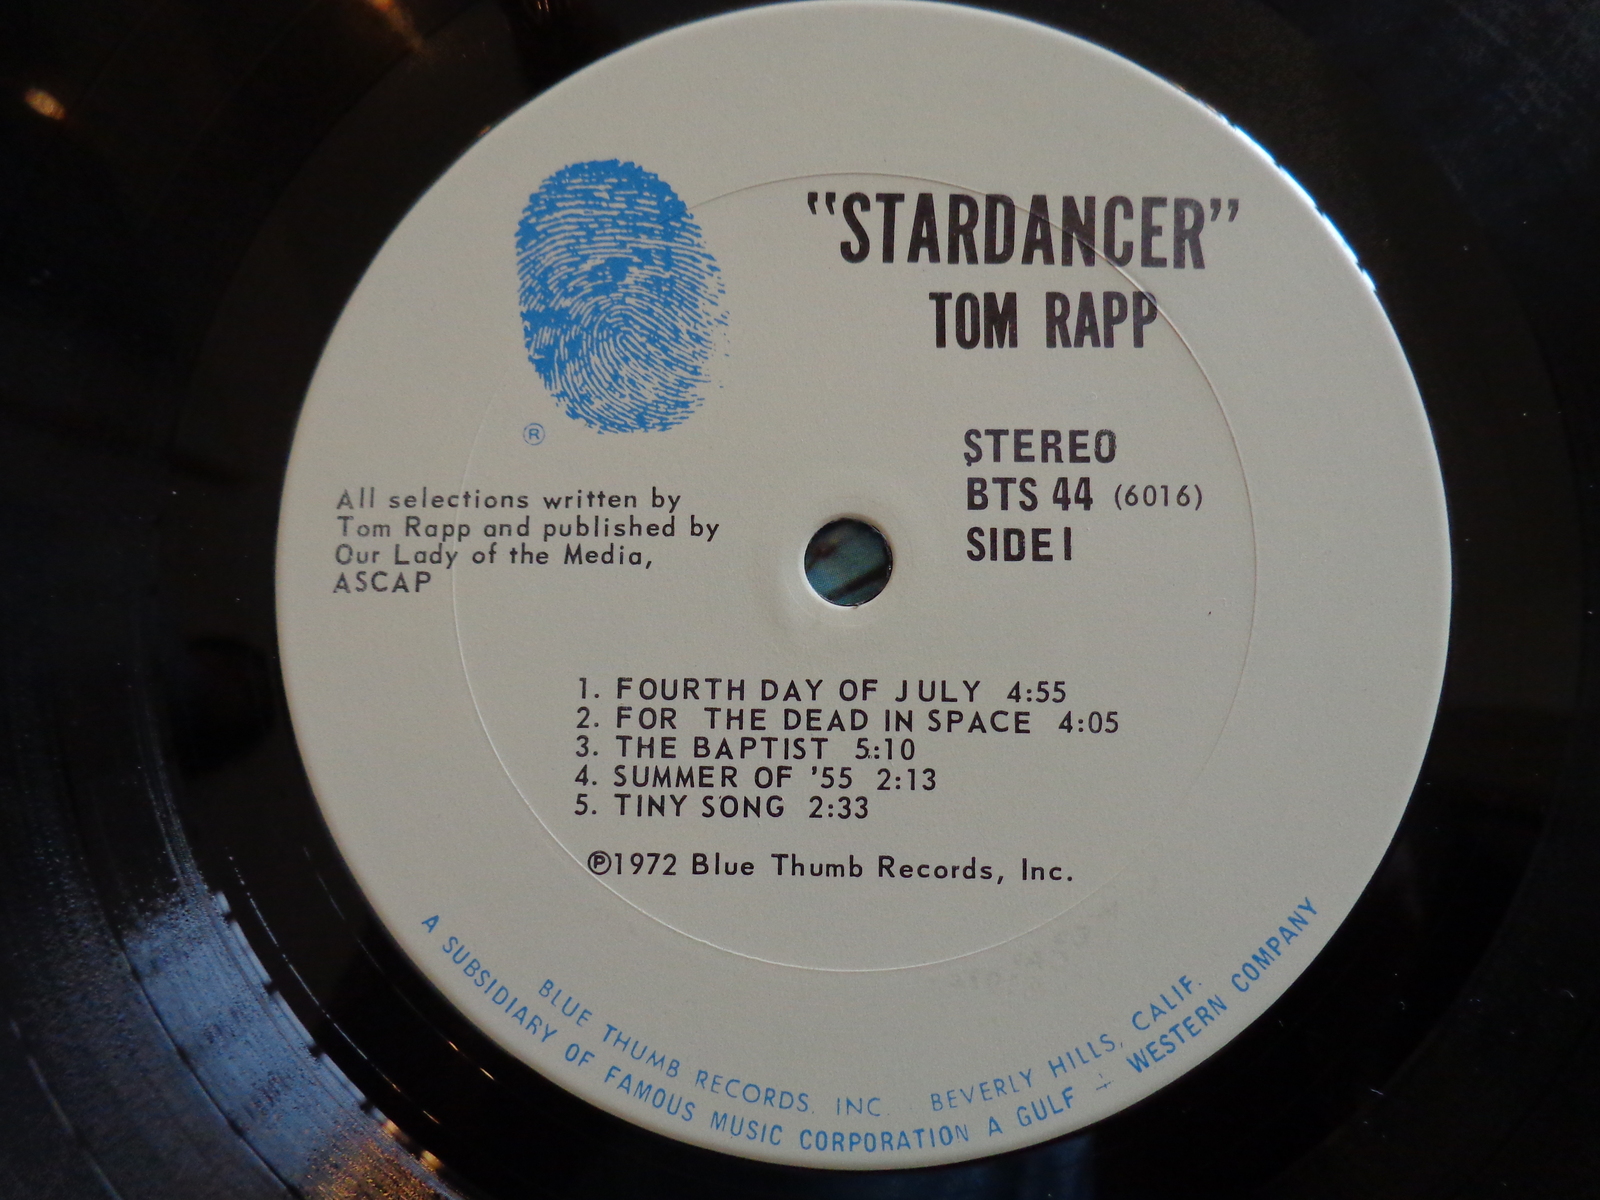 "STARDANCER"
TOM RAPP
®
STEREO
BTS 44 (6016)
SIDE I
All selections written by
Tom Rapp and published by
Our Lady of the Media,
ASCAP
1. FOURTH DAY OF JULY 4:55
2. FOR THE DEAD IN SPACE 4:05
3. THE BAPTIST 5:10
4. SUMMER OF '55 2:13
5. TINY SONG 2:33
℗1972 Blue Thumb Records, Inc.
BLUE THUMB RECORDS, INC. BEVERLY HILLS, CALIF.
A SUBSIDIARY OF FAMOUS MUSIC CORPORATION A GULF + WESTERN COMPANY